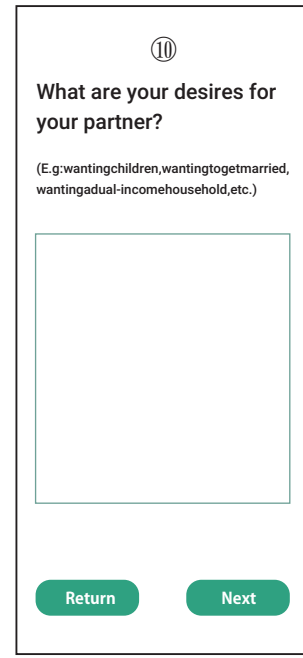 ⑩
What are your desires for
your partner?
(E.g:wantingchildren,wantingtogetmarried,
wantingadual-incomehousehold,etc.)
Return
Next